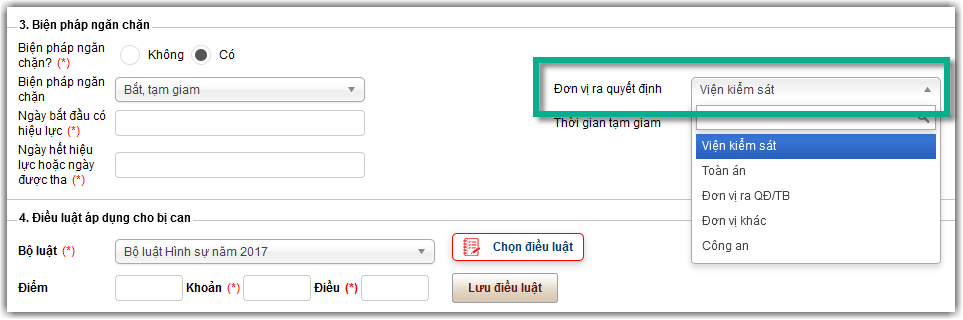 3. Biện pháp ngăn chặn
Biện pháp ngăn
chặn? (*)
Không
Có
Biện pháp ngăn
chặn
Bắt, tạm giam
Đơn vị ra quyết định
Viện kiểm sát
Ngày bắt đầu có
hiệu lực (*)
Thời gian tạm giam
Viện kiểm sát
Toàn án
Đơn vị ra QĐ/TB
Đơn vị khác
Công an
Ngày hết hiệu
lực hoặc ngày
được tha (*)
4. Điều luật áp dụng cho bị can
Bộ luật (*)
Bộ luật Hình sự năm 2017
Chọn điều luật
Điểm
Khoản (*)
Điều (*)
Lưu điều luật